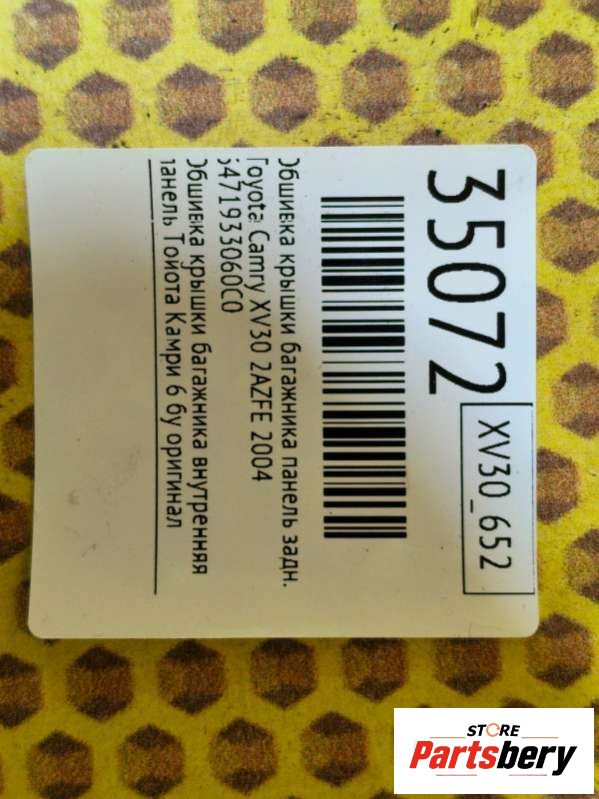 35072
XV30_652
Обшивка крышки багажника панель задн.
Toyota Camry XV30 2AZFE 2004
6471933060C0
Обшивка крышки багажника внутренняя
панель Тойота Камри 6 бу оригинал
STORE
Partsbery